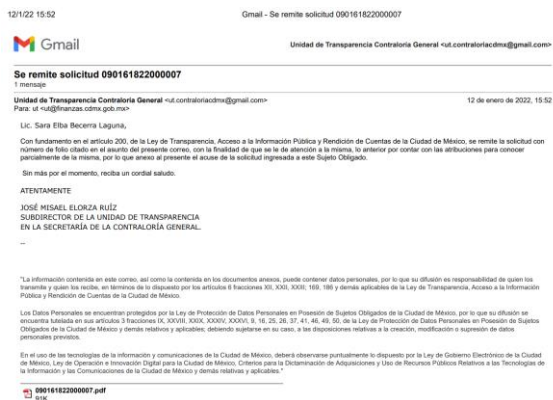 12/1/22 15:52
Gmail - Se remite solicitud 090161822000007
Gmail
Unidad de Transparencia Contraloría General <ut.contraloriacdmx@gmail.com>
Se remite solicitud 090161822000007
1 mensaje
Unidad de Transparencia Contraloría General <ut.contraloriacdmx@gmail.com>
12 de enero de 2022, 15:52
Para: ut <ut@finanzas.cdmx.gob.mx>
Lic. Sara Elba Becerra Laguna,
Con fundamento en el artículo 200, de la Ley de Transparencia, Acceso a la Información Pública y Rendición de Cuentas de la Ciudad de México, se remite la solicitud con
número de folio citado en el asunto del presente correo, con la finalidad de que se le de atención a la misma, lo anterior por contar con las atribuciones para conocer
parcialmente de la misma, por lo que anexo al presente el acuse de la solicitud ingresada a este Sujeto Obligado.
Sin más por el momento, reciba un cordial saludo.
ATENTAMENTE
JOSÉ MISAEL ELORZA RUÍZ
SUBDIRECTOR DE LA UNIDAD DE TRANSPARENCIA
EN LA SECRETARÍA DE LA CONTRALORÍA GENERAL.
--
"La información contenida en este correo, así como la contenida en los documentos anexos, puede contener datos personales, por lo que su difusión es responsabilidad de quien los
transmite y quien los recibe, en términos de lo dispuesto por los artículos 6 fracciones XII, XXII, XXIII; 169, 186 y demás aplicables de la Ley de Transparencia, Acceso a la Información
Pública y Rendición de Cuentas de la Ciudad de México.
Los Datos Personales se encuentran protegidos por la Ley de Protección de Datos Personales en Posesión de Sujetos Obligados de la Ciudad de México, por lo que su difusión se
encuentra tutelada en sus artículos 3 fracciones IX, XXVIII, XXIX, XXXIV, XXXVI, 9, 16, 25, 26, 37, 41, 46, 49, 50, de la Ley de Protección de Datos Personales en Posesión de Sujetos
Obligados de la Ciudad de México y demás relativos y aplicables; debiendo sujetarse en su caso, a las disposiciones relativas a la creación, modificación o supresión de datos
personales previstos.
En el uso de las tecnologías de la información y comunicaciones de la Ciudad de México, deberá observarse puntualmente lo dispuesto por la Ley de Gobierno Electrónico de la Ciudad
de México, Ley de Operación e Innovación Digital para la Ciudad de México; Criterios para la Dictaminación de Adquisiciones y Uso de Recursos Públicos Relativos a las Tecnologías de
la Información y las Comunicaciones de la Ciudad de México y demás relativas y aplicables."
090161822000007.pdf
91K